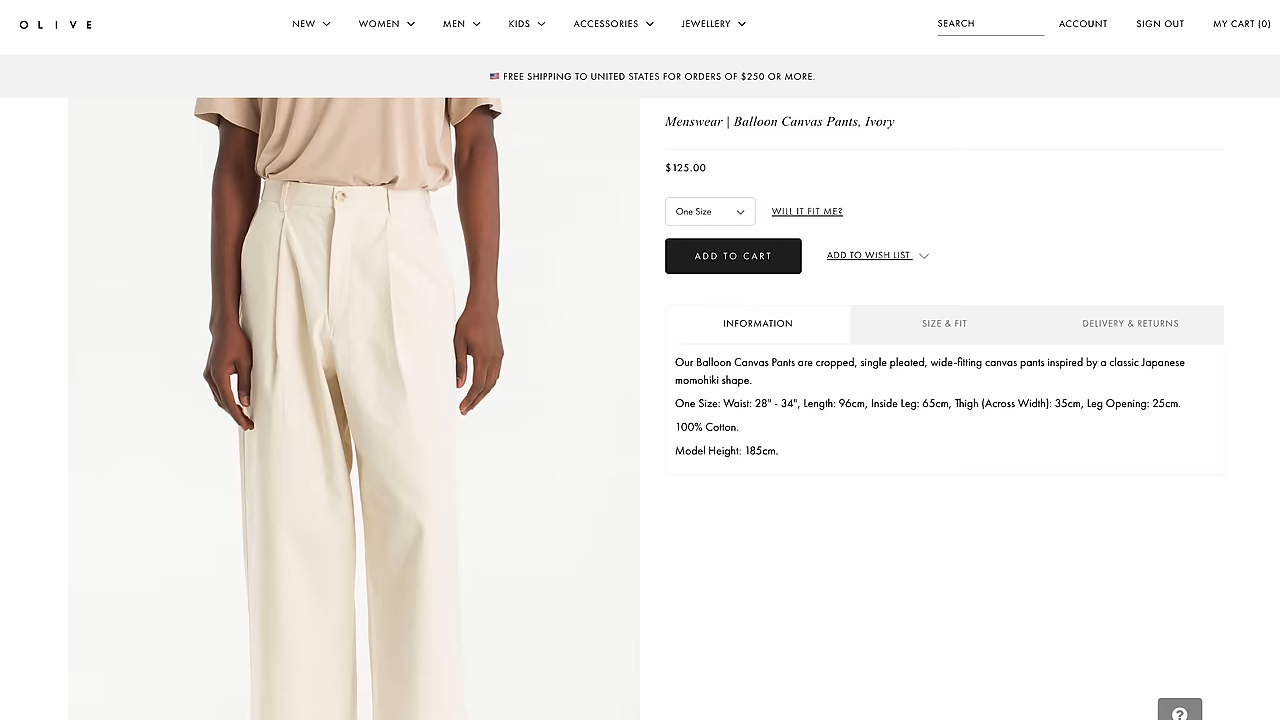 OLIVE
NEW WOMEN MEN KIDS ACCESSORIES JEWELLERY SEARCH ACCOUNT SIGN OUT MY CART (0)
FREE SHIPPING TO UNITED STATES FOR ORDERS OF $250 OR MORE.
Menswear | Balloon Canvas Pants, Ivory
$125.00
One Size WILL IT FIT ME?
ADD TO CART ADD TO WISH LIST
INFORMATION SIZE & FIT DELIVERY & RETURNS
Our Balloon Canvas Pants are cropped, single pleated, wide-fitting canvas pants inspired by a classic Japanese
momohiki shape.
One Size: Waist: 28" - 34", Length: 96cm, Inside Leg: 65cm, Thigh (Across Width): 35cm, Leg Opening: 25cm.
100% Cotton.
Model Height: 185cm.
?